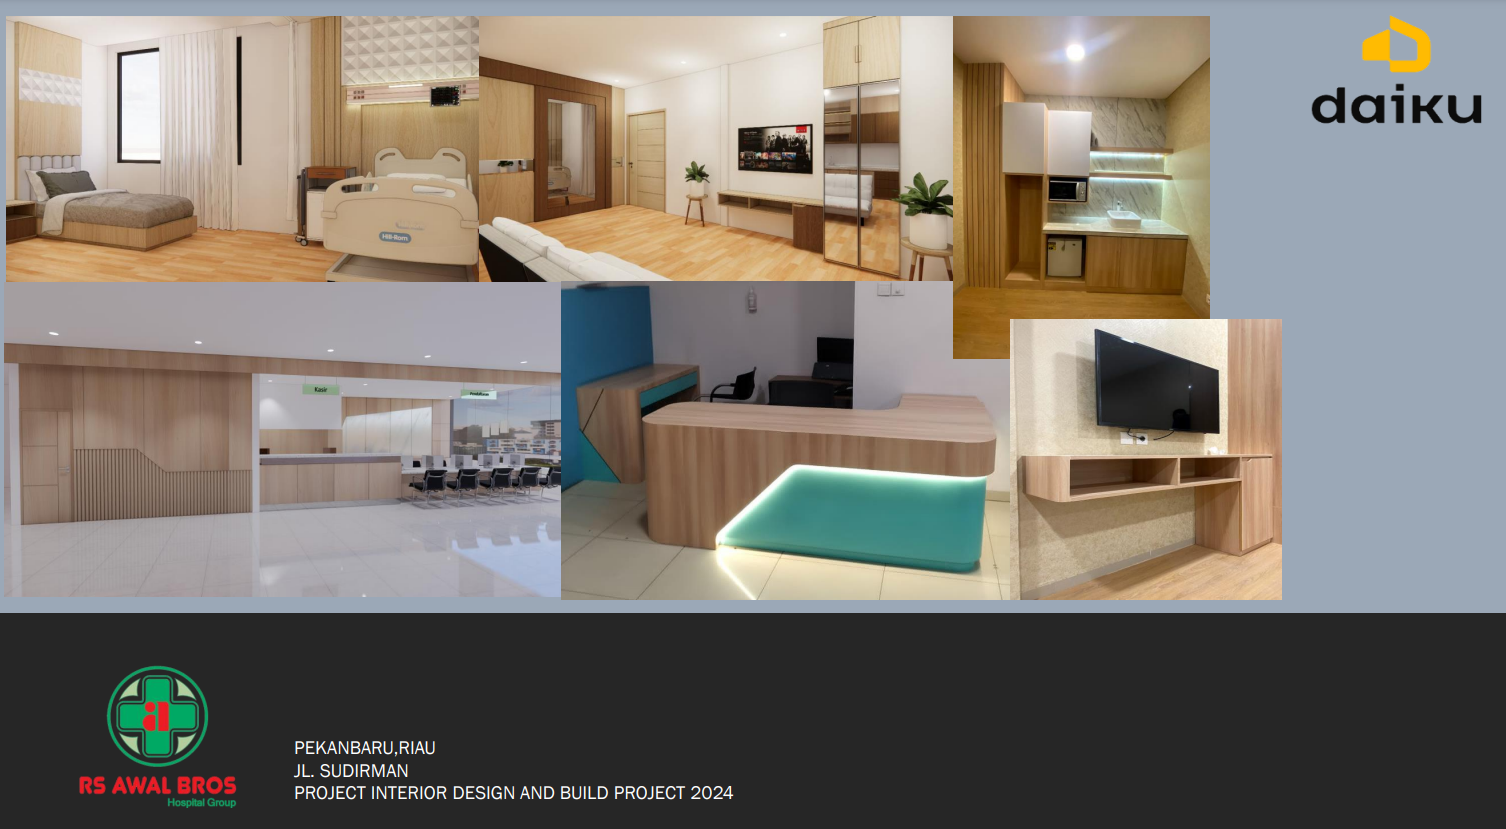 daiku
Hill-Rom
Kasir
Pendaftaran
RS AWAL BROS
Hospital Group
PEKANBARU,RIAU
JL. SUDIRMAN
PROJECT INTERIOR DESIGN AND BUILD PROJECT 2024